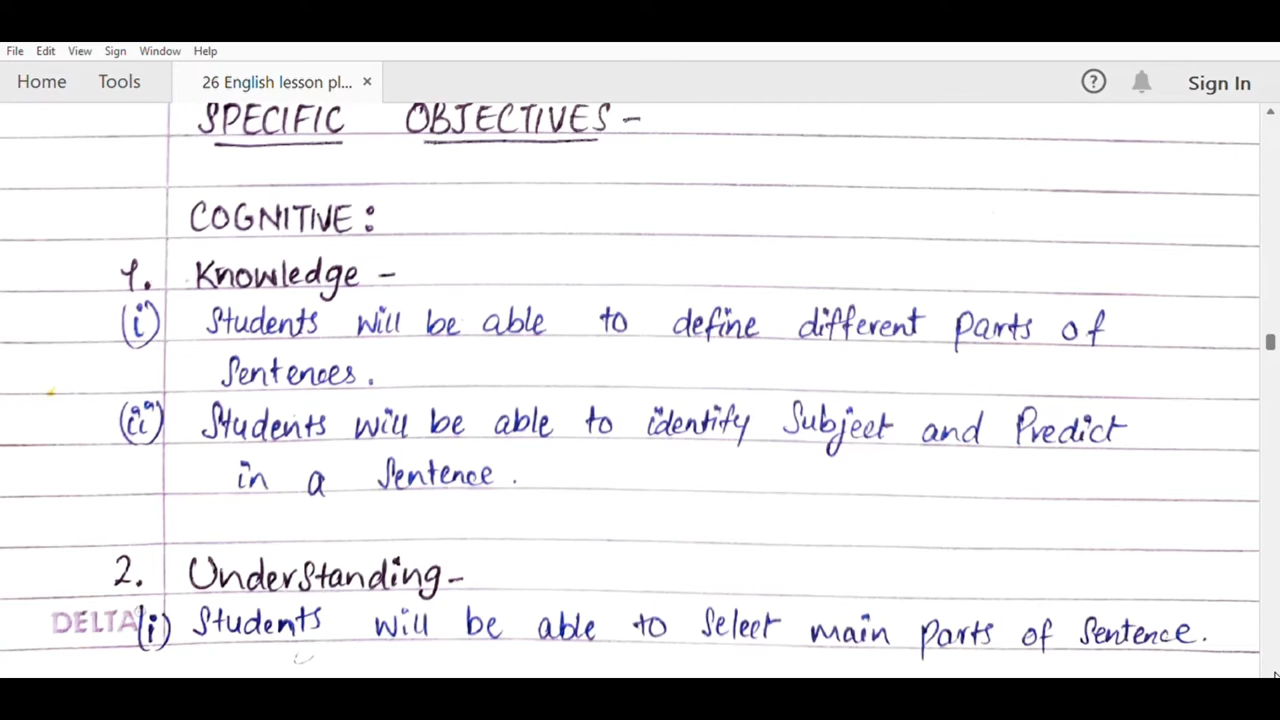 File Edit View Sign Window Help
Home Tools 26 English lesson pl... × ? Sign In
SPECIFIC OBJECTIVES -
COGNITIVE:
1. Knowledge -
(i) Students will be able to define different parts of
Sentences.
(ii) Students will be able to identify Subject and Predict
in a Sentence.
2. Understanding -
DELTA (i) Students will be able to select main parts of Sentence.